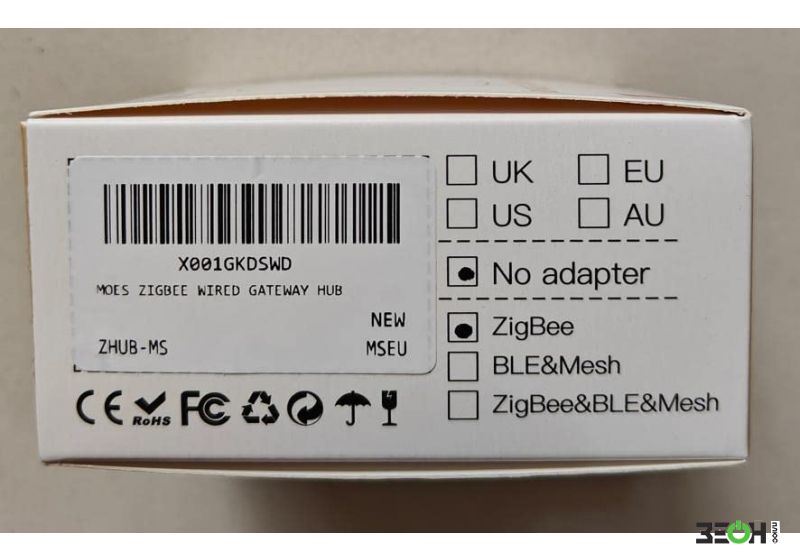 X001GKDSWD
MOES ZIGBEE WIRED GATEWAY HUB
NEW
ZHUB-MS MSEU
CE RoHS FC
UK EU
US AU
No adapter
ZigBee
BLE&Mesh
ZigBee&BLE&Mesh
ЗЕОН